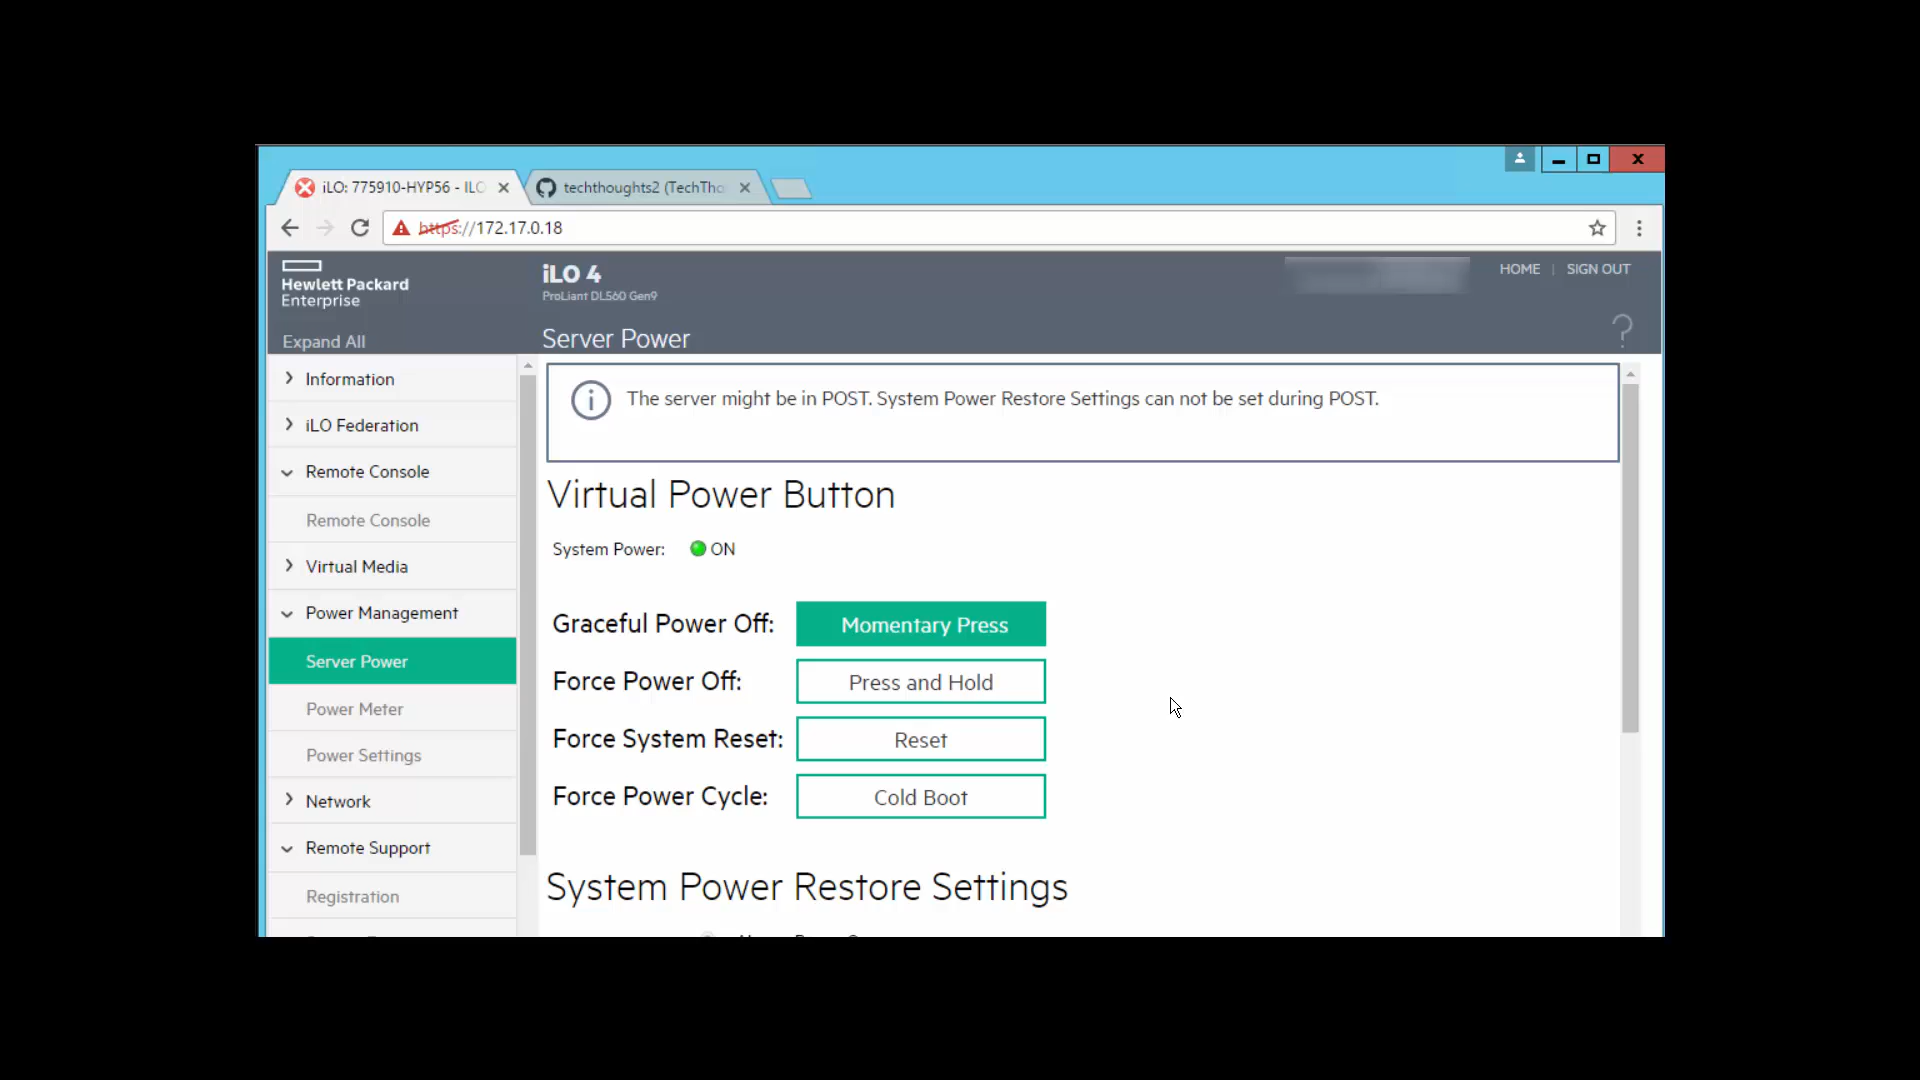 iLO: 775910-HYP56 - ILO
techthoughts2 (TechTho
https://172.17.0.18
Hewlett Packard
Enterprise
iLO 4
ProLiant DL560 Gen9
HOME | SIGN OUT
Expand All
Server Power
?
Information
iLO Federation
Remote Console
Remote Console
Virtual Media
Power Management
Server Power
Power Meter
Power Settings
Network
Remote Support
Registration
The server might be in POST. System Power Restore Settings can not be set during POST.
Virtual Power Button
System Power: ON
Graceful Power Off: Momentary Press
Force Power Off: Press and Hold
Force System Reset: Reset
Force Power Cycle: Cold Boot
System Power Restore Settings